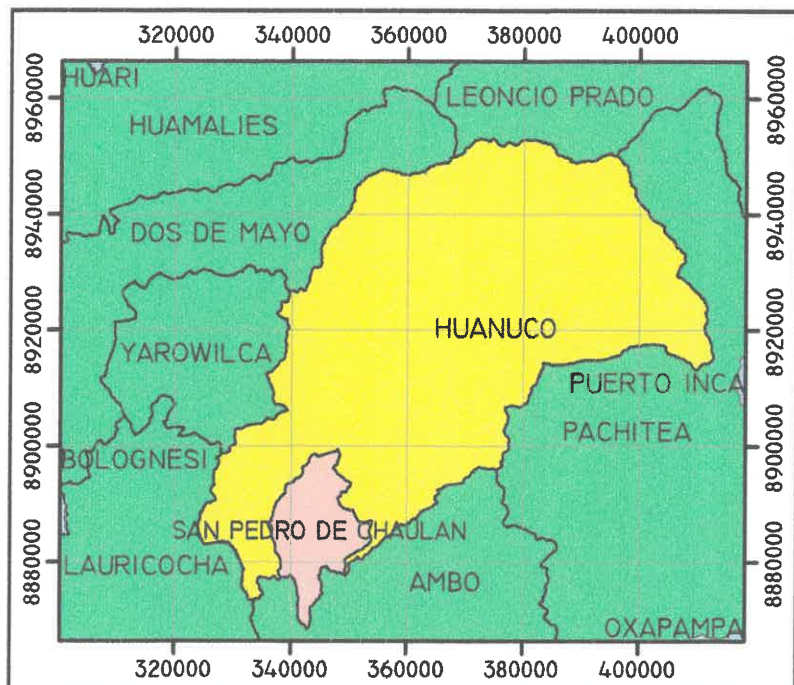 320000 340000 360000 380000 400000
HUARI
LEONCIO PRADO
8960000 8960000
HUAMALIES
8940000 8940000
DOS DE MAYO
HUANUCO
8920000 8920000
YAROWILCA
PUERTO INCA
PACHITEA
8900000 8900000
BOLOGNESI
SAN PEDRO DE CHAULAN
8880000 8880000
LAURICOCHA
AMBO
OXAPAMPA
320000 340000 360000 380000 400000